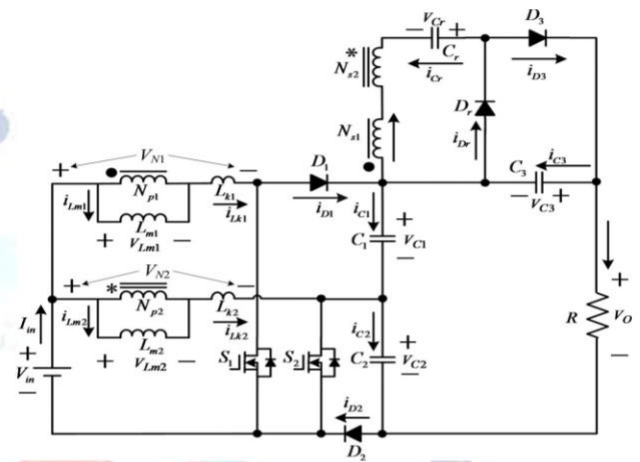 − V_Cr + D_3
* C_r
N_s2 i_Cr i_D3
D_r
N_s1 i_Dr
+ V_N1 − D_1 C_3 i_C3
N_p1 L_k1 − V_C3 +
i_Lm1 i_Lk1 i_D1 i_C1 +
L_m1 C_1 V_C1
+ V_Lm1 − −
+ V_N2 − +
* N_p2 L_k2 R V_O
I_in i_Lm2 i_Lk2 i_C2 +
L_m2 S_1 S_2 C_2 V_C2 −
+ V_Lm2 − −
+
V_in
− i_D2
D_2